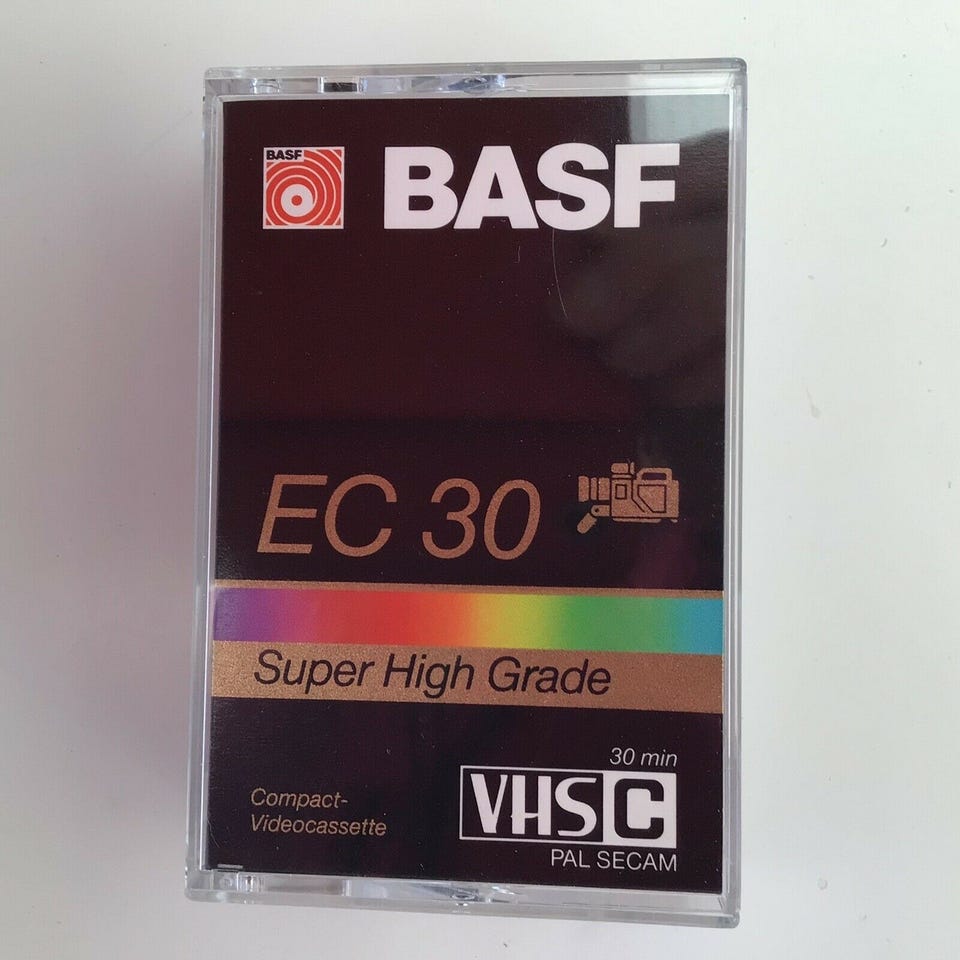 BASF
BASF
EC 30
Super High Grade
30 min
VHS C
Compact-
Videocassette
PAL SECAM